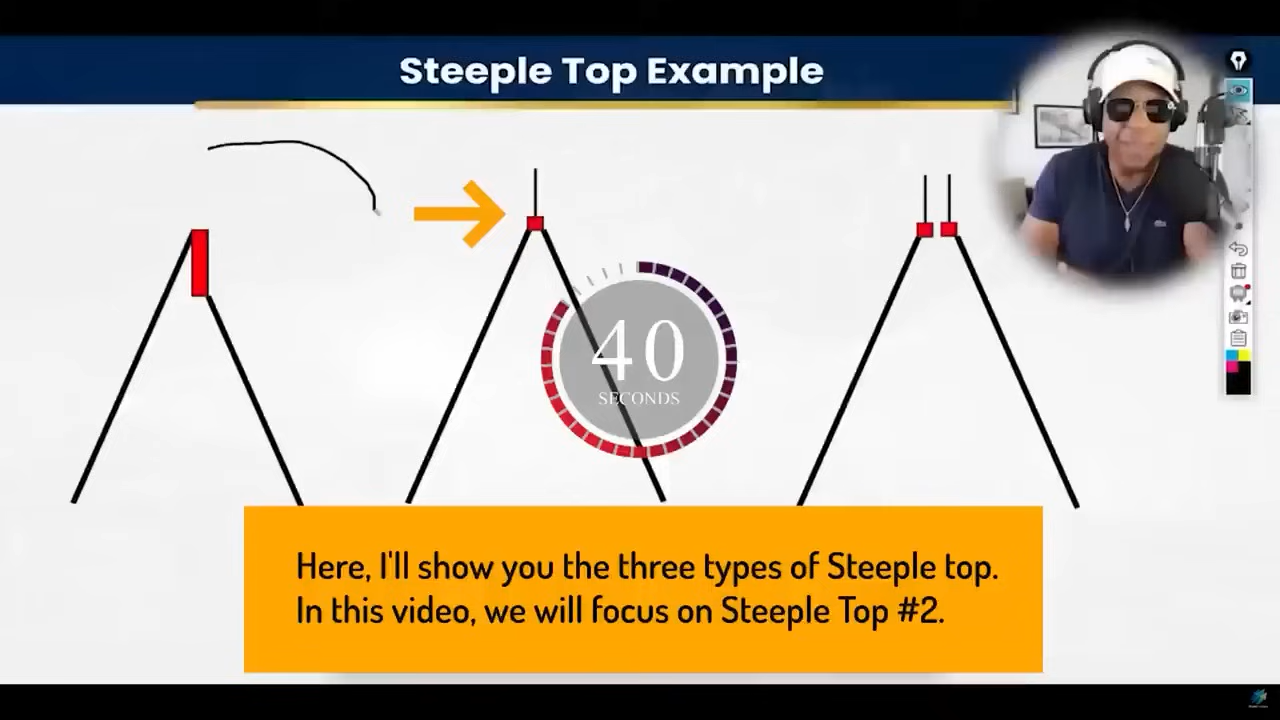 Steeple Top Example
40
SECONDS
Here, I'll show you the three types of Steeple top.
In this video, we will focus on Steeple Top #2.